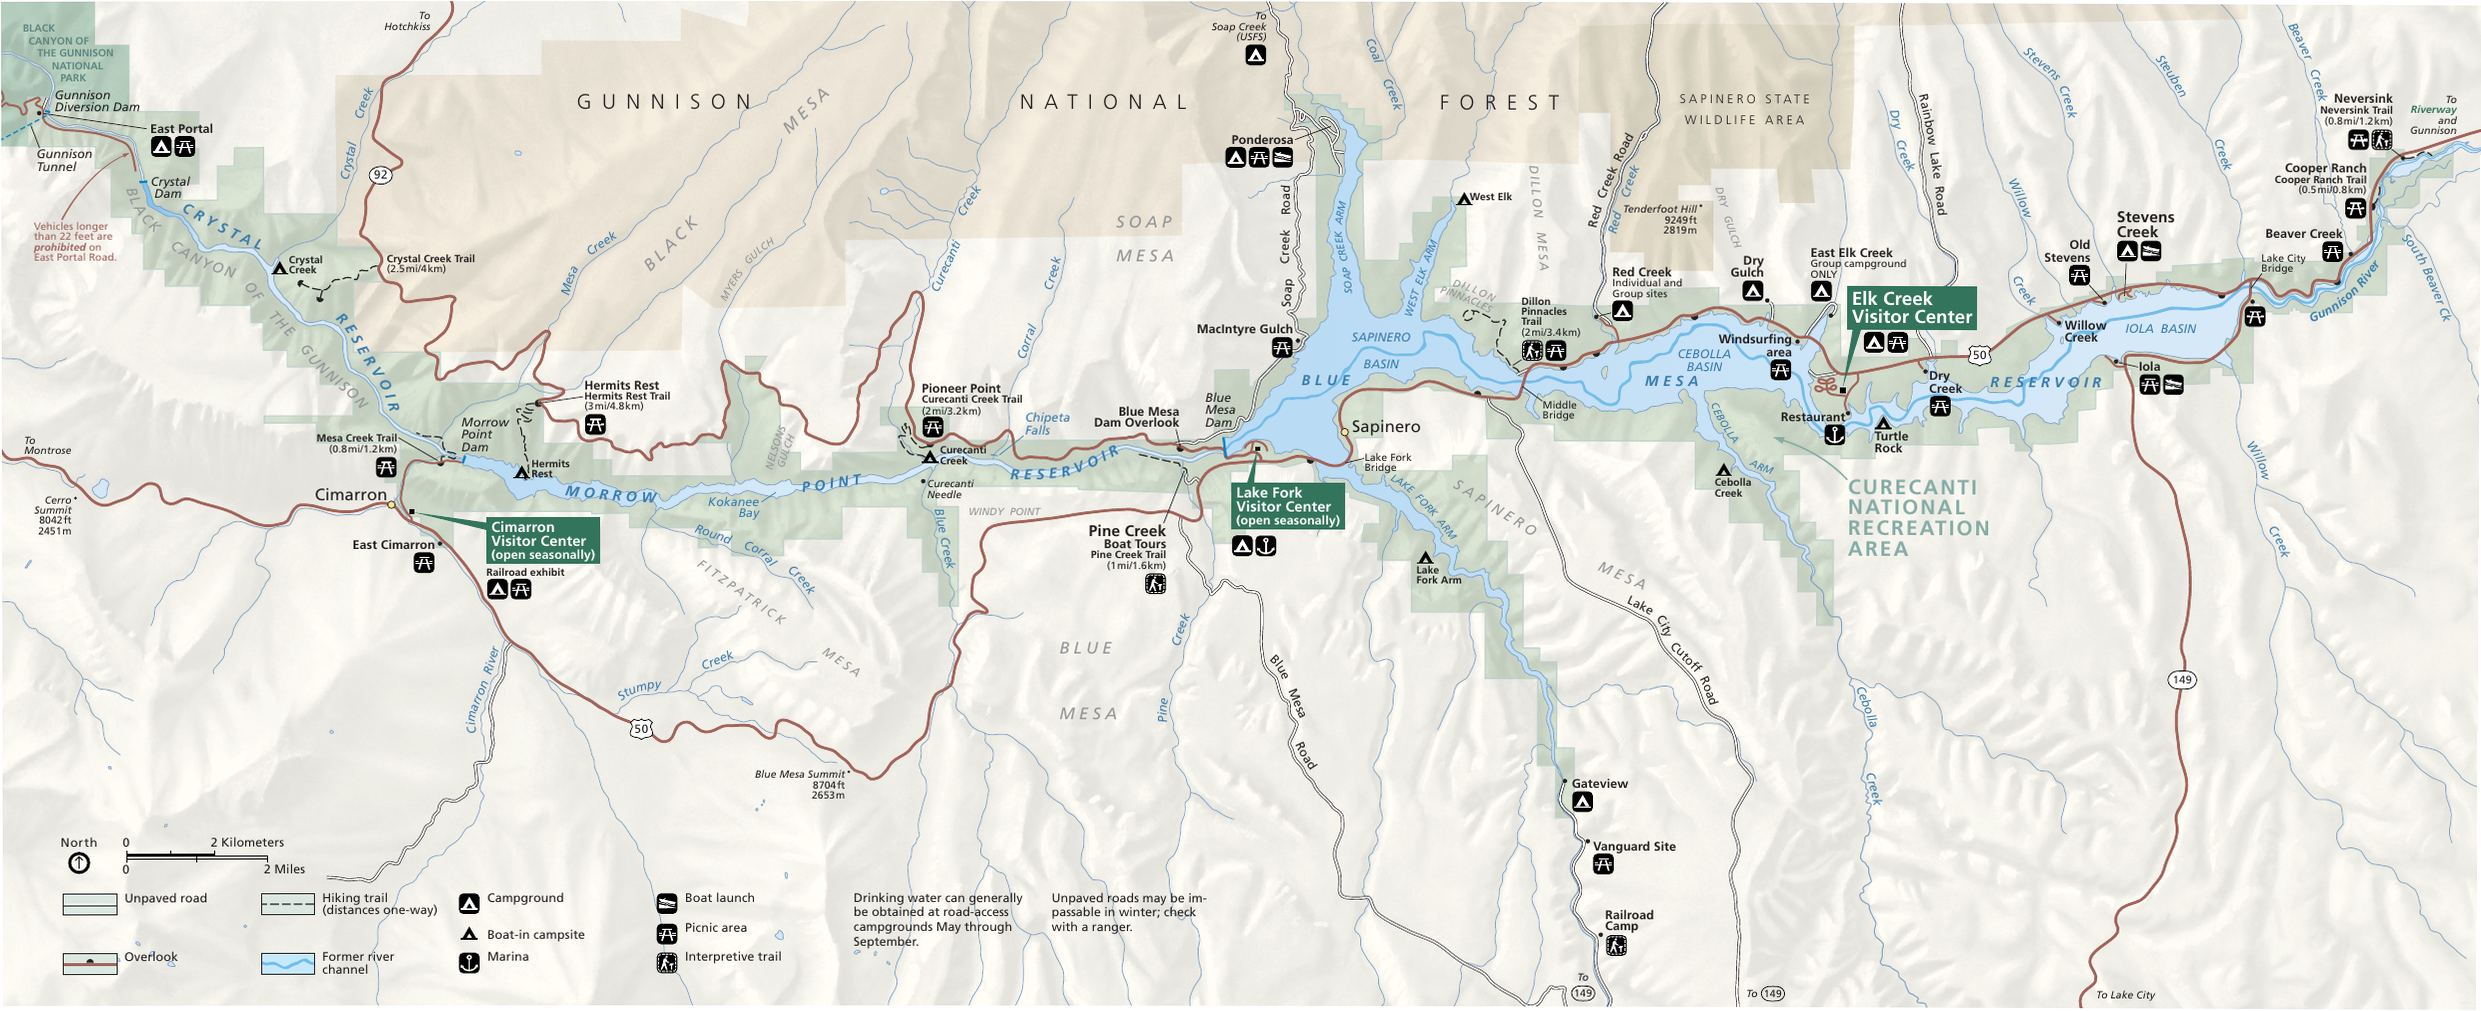 BLACK
CANYON OF
THE GUNNISON
NATIONAL
PARK
Gunnison
Diversion Dam
East Portal
Gunnison
Tunnel
Crystal
Dam
Vehicles longer
than 22 feet are
prohibited on
East Portal Road.
BLACK CANYON OF THE GUNNISON
CRYSTAL RESERVOIR
Crystal
Creek
Crystal Creek
To
Hotchkiss
92
Crystal Creek Trail
(2.5mi/4km)
GUNNISON NATIONAL FOREST
BLACK MESA
Mesa Creek
MYERS GULCH
Curecanti Creek
Corral Creek
SOAP
MESA
To
Soap Creek
(USFS)
Ponderosa
Soap Creek Road
SOAP CREEK ARM
Coal Creek
West Elk
WEST ELK ARM
DILLON MESA
DILLON
PINNACLES
Dillon
Pinnacles
Trail
(2mi/3.4km)
Red Creek Road
Red Creek
SAPINERO STATE
WILDLIFE AREA
Tenderfoot Hill
9249ft
2819m
DRY GULCH
Red Creek
Individual and
Group sites
Dry
Gulch
East Elk Creek
Group campground
ONLY
Elk Creek
Visitor Center
Rainbow Lake Road
Dry Creek
Stevens Creek
Willow Creek
Steuben Creek
Beaver Creek
Neversink
Neversink Trail
(0.8mi/1.2km)
To
Riverway
and
Gunnison
Cooper Ranch
Cooper Ranch Trail
(0.5mi/0.8km)
Stevens
Creek
Old
Stevens
Beaver Creek
Lake City
Bridge
Gunnison River
South Beaver Ck
Willow
Creek
IOLA BASIN
Iola
50
Windsurfing
area
CEBOLLA
BASIN
SAPINERO
BASIN
BLUE MESA RESERVOIR
MacIntyre Gulch
Dry
Creek
Restaurant
Turtle
Rock
CEBOLLA ARM
Cebolla
Creek
CURECANTI
NATIONAL
RECREATION
AREA
Middle
Bridge
Sapinero
Lake Fork
Bridge
Blue
Mesa
Dam
Blue Mesa
Dam Overlook
Pioneer Point
Curecanti Creek Trail
(2mi/3.2km)
Chipeta
Falls
Curecanti
Creek
Curecanti
Needle
Hermits Rest
Hermits Rest Trail
(3mi/4.8km)
NELSONS
GULCH
Morrow
Point
Dam
Mesa Creek Trail
(0.8mi/1.2km)
Hermits
Rest
MORROW POINT RESERVOIR
Kokanee
Bay
To
Montrose
Cerro
Summit
8042ft
2451m
Cimarron
Cimarron
Visitor Center
(open seasonally)
East Cimarron
Railroad exhibit
Round Corral Creek
FITZPATRICK MESA
Blue Creek
WINDY POINT
Pine Creek
Boat Tours
Pine Creek Trail
(1mi/1.6km)
Lake Fork
Visitor Center
(open seasonally)
LAKE FORK ARM
Lake
Fork Arm
SAPINERO MESA
Lake City Cutoff Road
Cimarron River
Stumpy Creek
50
Blue Mesa Summit
8704ft
2653m
BLUE
MESA
Pine Creek
Blue Mesa Road
Gateview
Vanguard Site
Railroad
Camp
To
149
To 149
Cebolla Creek
149
Willow Creek
To Lake City
North
0 2 Kilometers
0 2 Miles
Unpaved road
Overlook
Hiking trail
(distances one-way)
Former river
channel
Campground
Boat-in campsite
Marina
Boat launch
Picnic area
Interpretive trail
Drinking water can generally
be obtained at road-access
campgrounds May through
September.
Unpaved roads may be im-
passable in winter; check
with a ranger.